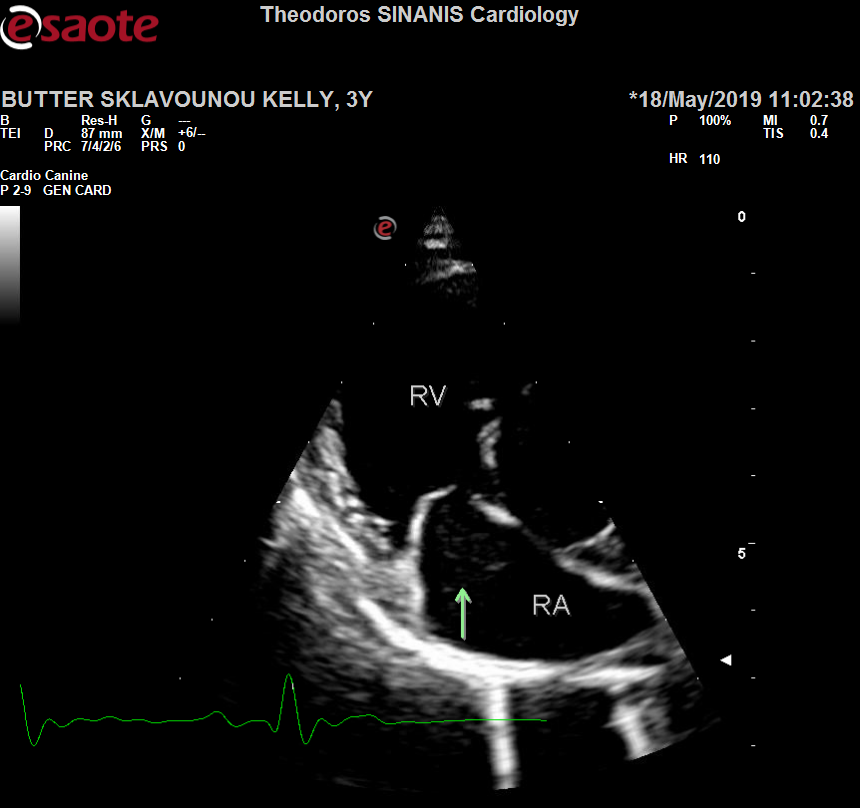 esaote
Theodoros SINANIS Cardiology
BUTTER SKLAVOUNOU KELLY, 3Y
*18/May/2019 11:02:38
B Res-H G ---
TEI D 87 mm X/M +6/--
PRC 7/4/2/6 PRS 0
P 100% MI 0.7
TIS 0.4
HR 110
Cardio Canine
P 2-9 GEN CARD
e
0
RV
5
RA